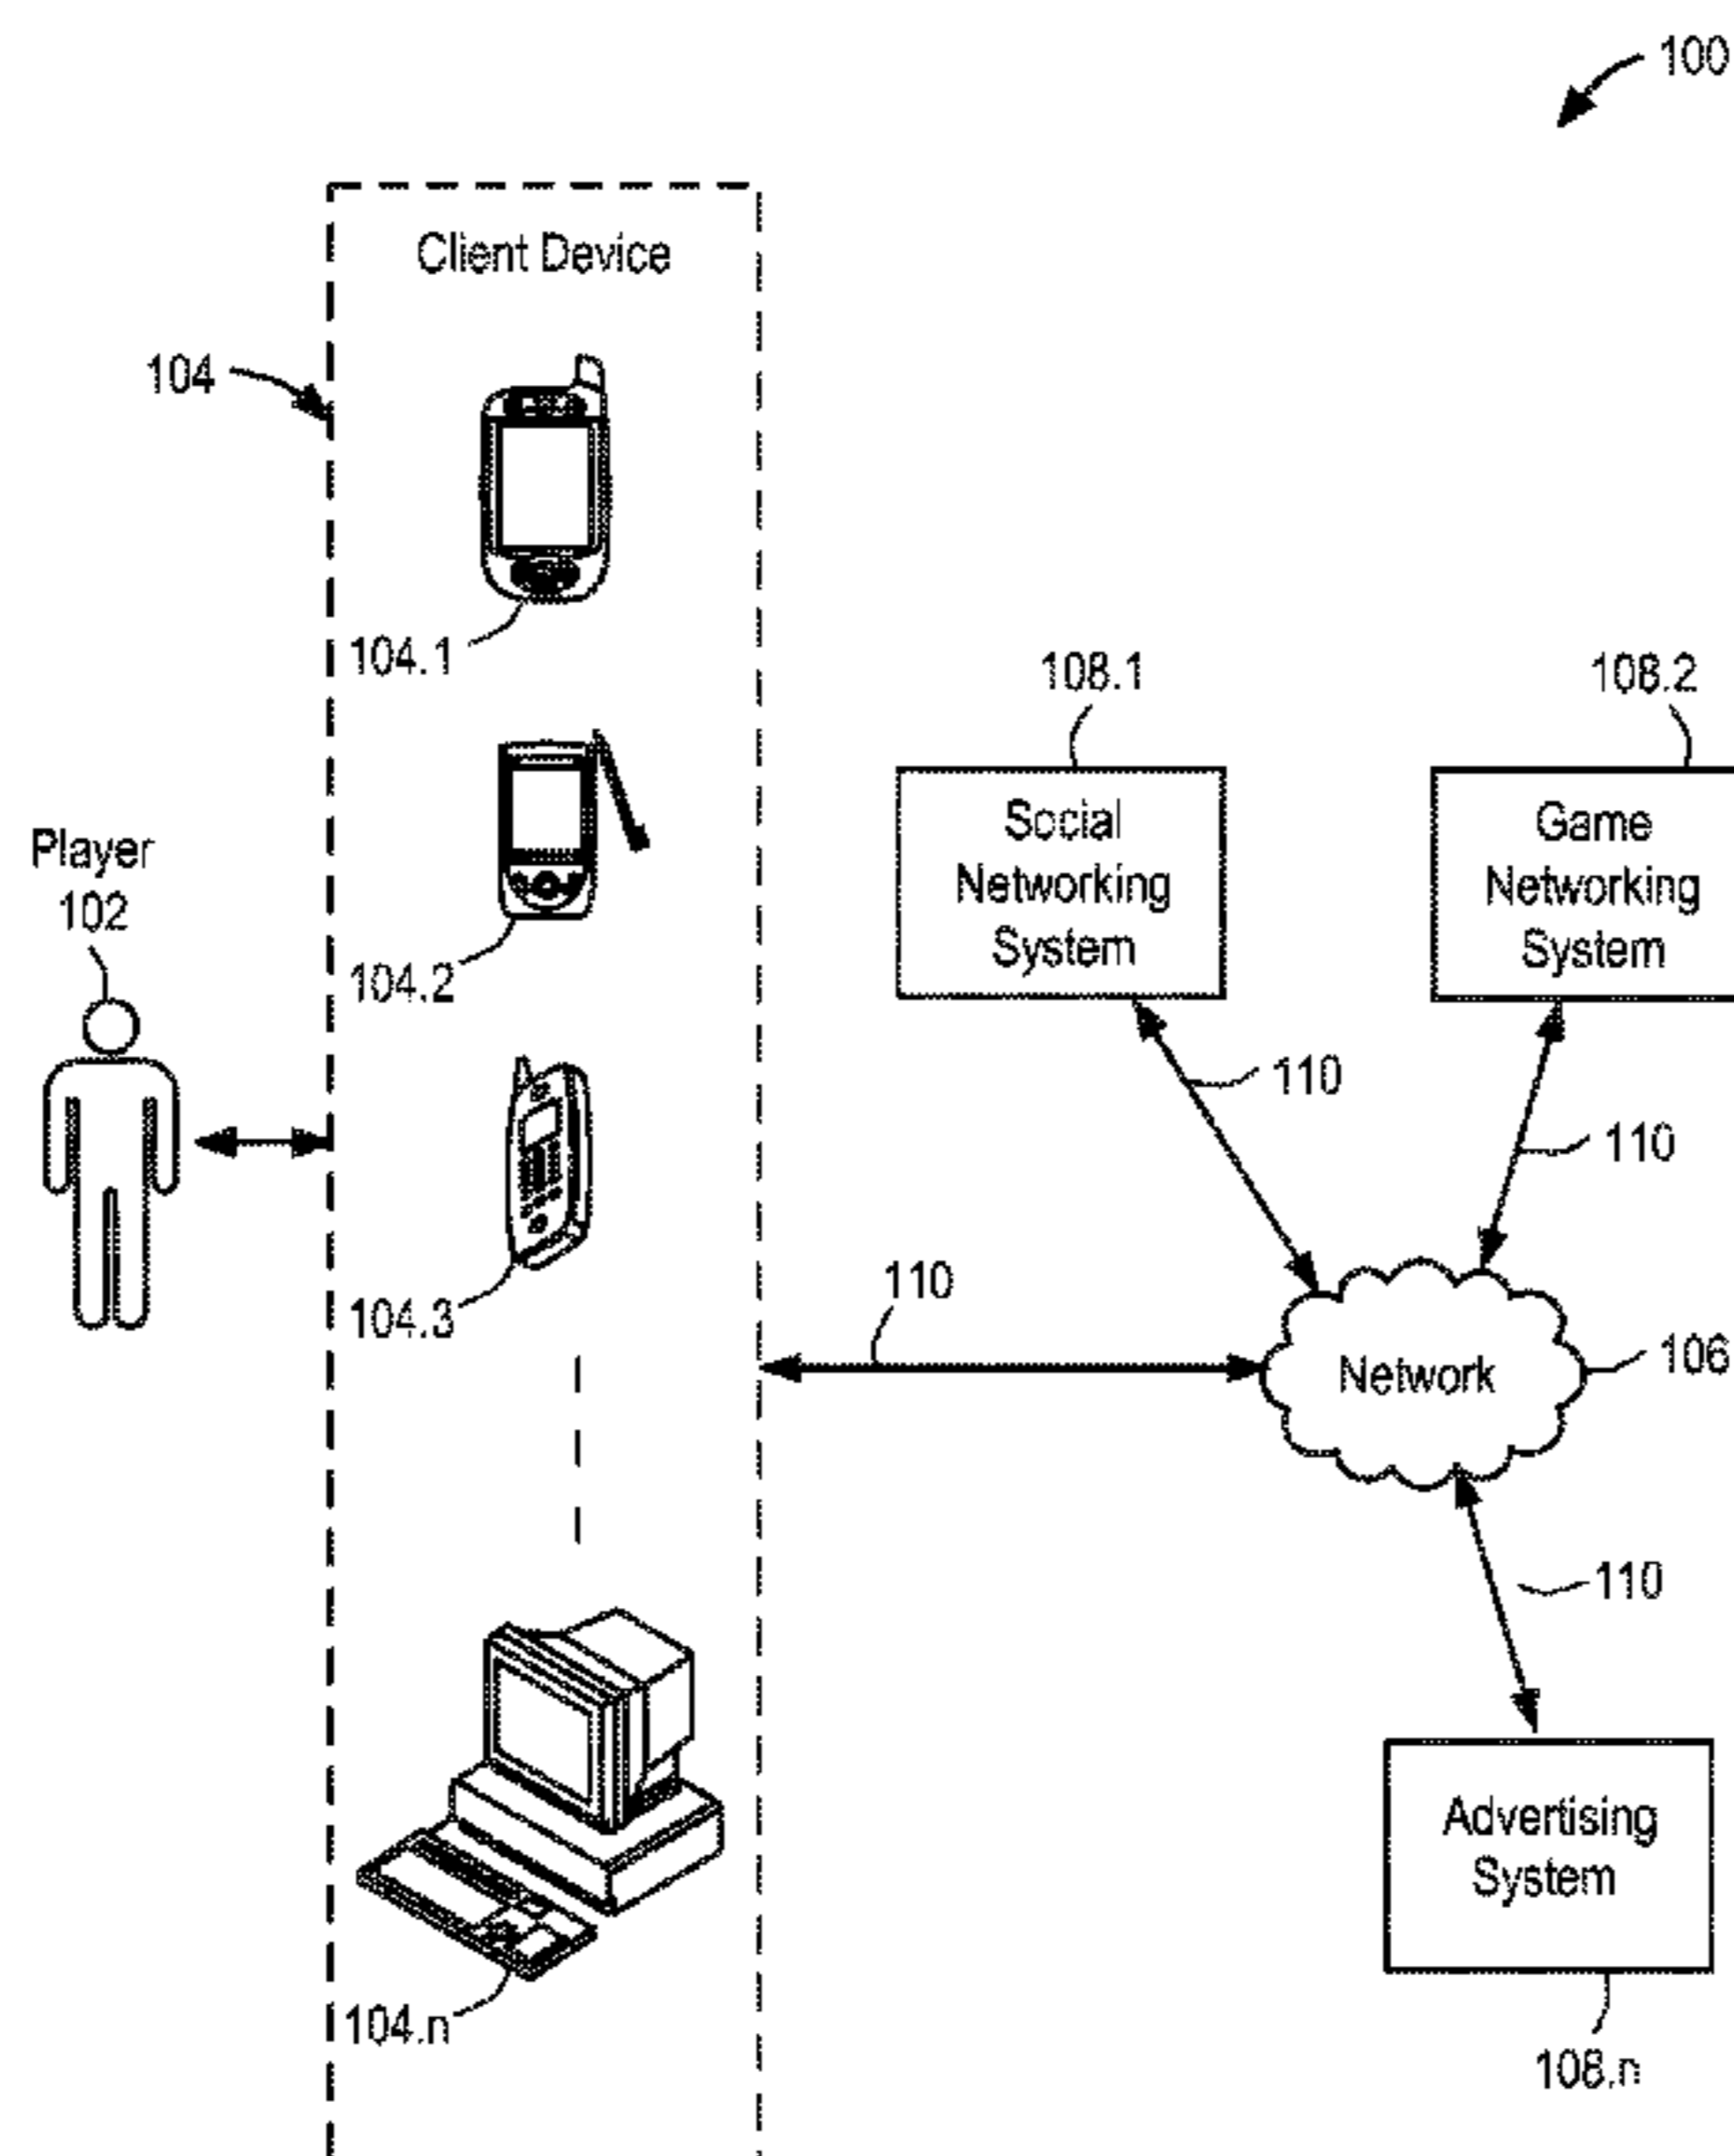 100
Client Device
104
104.1
108.1
108.2
Social
Networking
System
Game
Networking
System
Player
102
104.2
110
110
104.3
110
Network
106
110
Advertising
System
104.n
108.n